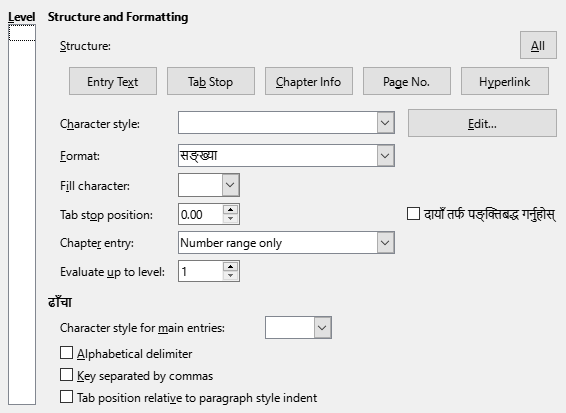 Level Structure and Formatting
Structure: All
Entry Text Tab Stop Chapter Info Page No. Hyperlink
Character style: Edit...
Format: सङ्ख्या
Fill character:
Tab stop position: 0.00 दायाँ तर्फ पङ्क्तिबद्ध गर्नुहोस्
Chapter entry: Number range only
Evaluate up to level: 1
ढाँचा
Character style for main entries:
Alphabetical delimiter
Key separated by commas
Tab position relative to paragraph style indent